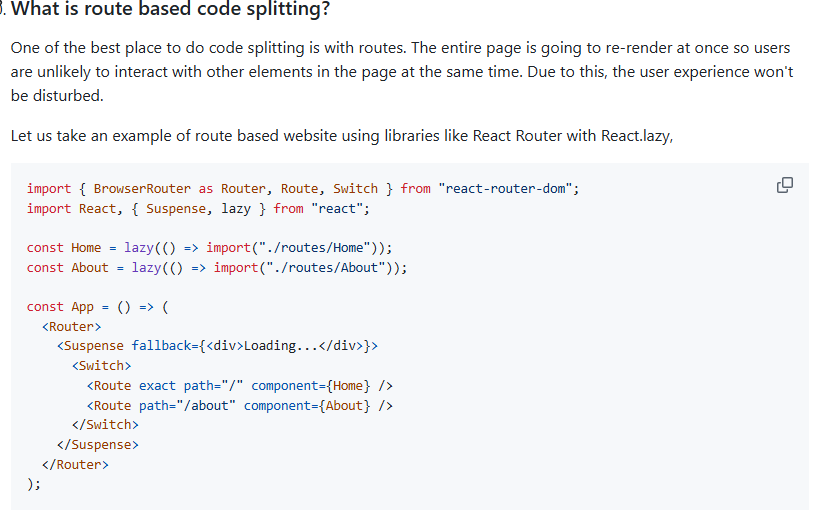 . What is route based code splitting?
One of the best place to do code splitting is with routes. The entire page is going to re-render at once so users
are unlikely to interact with other elements in the page at the same time. Due to this, the user experience won't
be disturbed.
Let us take an example of route based website using libraries like React Router with React.lazy,
import { BrowserRouter as Router, Route, Switch } from "react-router-dom";
import React, { Suspense, lazy } from "react";
const Home = lazy(() => import("./routes/Home"));
const About = lazy(() => import("./routes/About"));
const App = () => (
  <Router>
    <Suspense fallback={<div>Loading...</div>}>
      <Switch>
        <Route exact path="/" component={Home} />
        <Route path="/about" component={About} />
      </Switch>
    </Suspense>
  </Router>
);